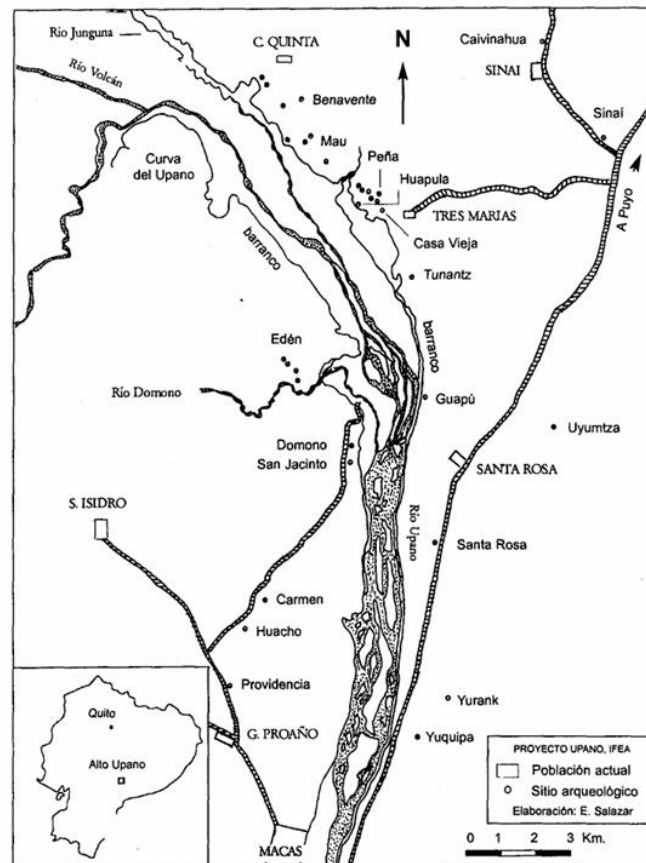 Río Junguna
C. QUINTA
N
Caivinahua
SINAI
Río Volcán
Benavente
Sinaí
Mau
Peña
Curva
del Upano
Huapula
TRES MARIAS
A Puyo
Casa Vieja
barranco
Tunantz
barranco
Edén
Río Domono
Guapú
Uyumtza
Domono
San Jacinto
SANTA ROSA
S. ISIDRO
Río Upano
Santa Rosa
Carmen
Huacho
Providencia
Yurank
Quito
G. PROAÑO
Yuquipa
Alto Upano
PROYECTO UPANO, IFEA
Población actual
Sitio arqueológico
Elaboración: E. Salazar
MACAS
0 1 2 3 Km.